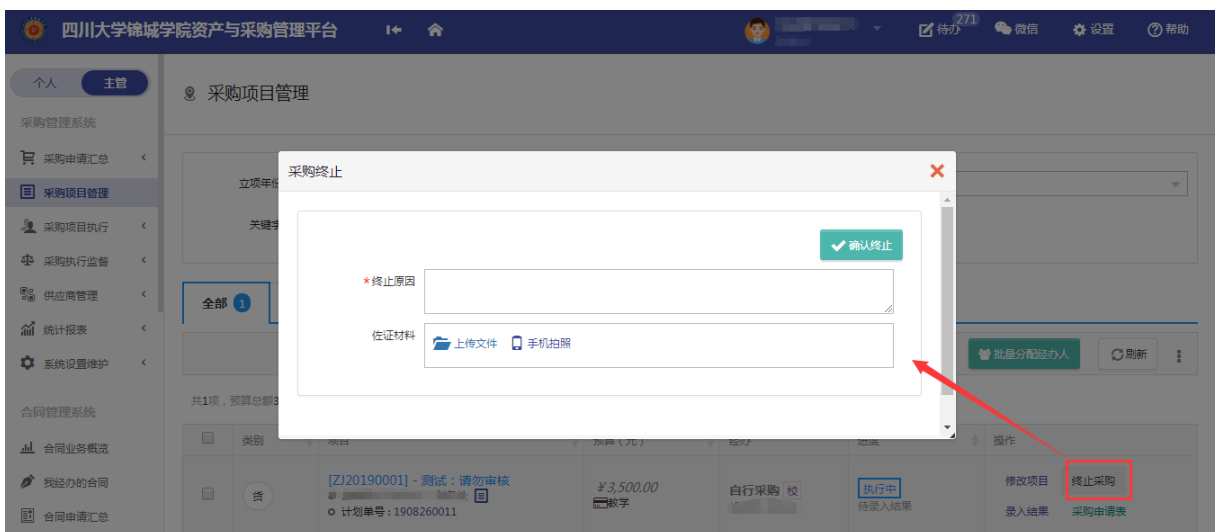 四川大学锦城学院资产与采购管理平台
待办 271 微信 设置 帮助
个人 主管
采购项目管理
采购管理系统
采购申请汇总
采购项目管理
采购项目执行
采购执行监督
供应商管理
统计报表
系统设置维护
合同管理系统
合同业务概览
我经办的合同
合同申请汇总
立项年份
关键字
全部 1
采购终止
确认终止
*终止原因
佐证材料
上传文件 手机拍照
批量分配经办人 刷新
共1项，预算总额3
类别 项目 预算（元） 经办 进度 操作
货
[ZJ20190001] - 测试：请勿审核
计划单号：1908260011
￥3,500.00
教学
自行采购 校
执行中
待录入结果
修改项目 终止采购
录入结果 采购申请表